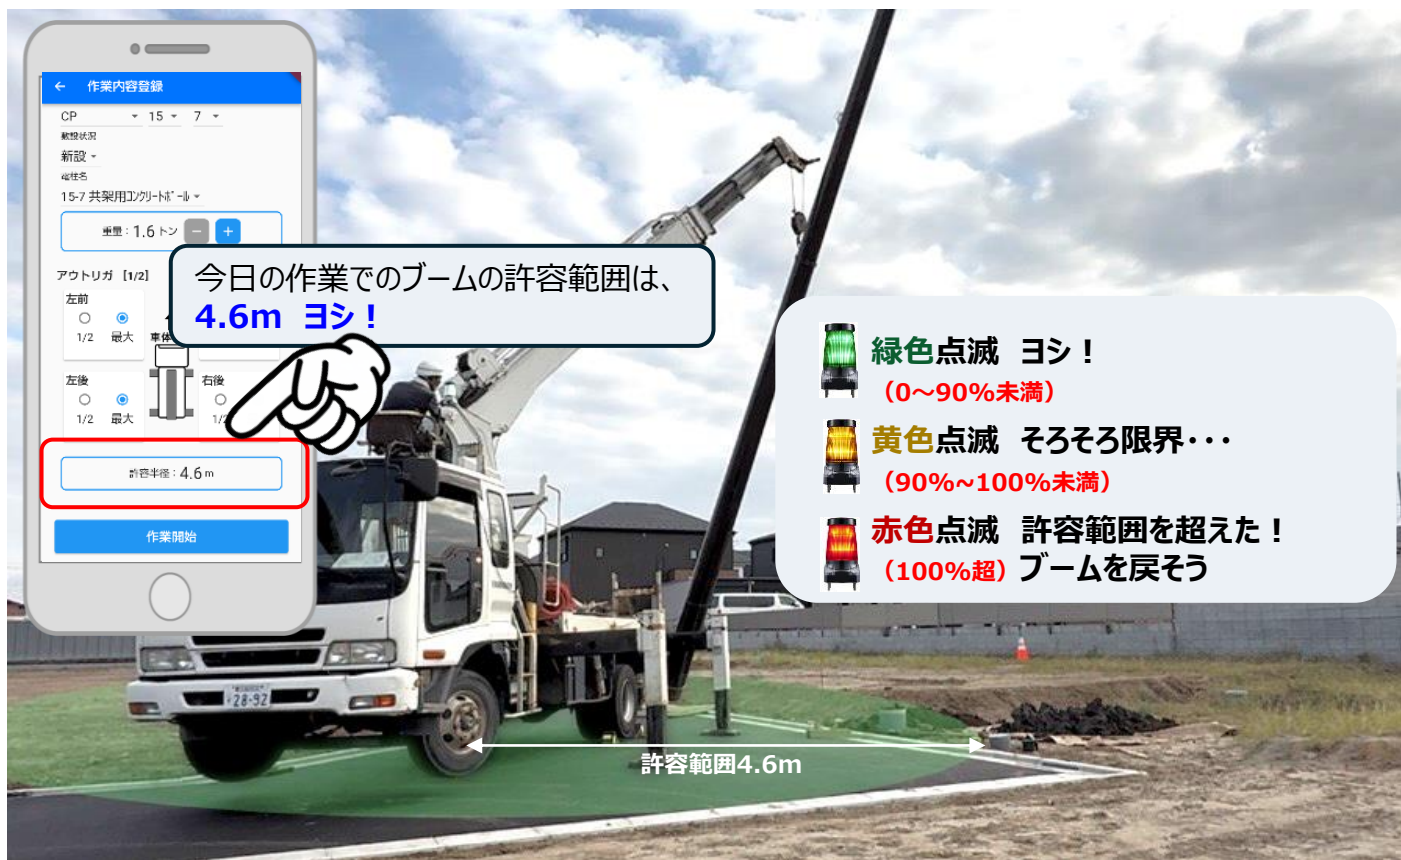 ← 作業内容登録
CP 15 7
敷設状況
新設
電柱名
15-7 共架用コンクリートポール
重量：1.6 トン － ＋
アウトリガ［1/2］
左前
1/2 最大
車体
左後 右後
1/2 最大 1/2
許容半径：4.6 m
作業開始
今日の作業でのブームの許容範囲は、
4.6m ヨシ！
緑色点滅 ヨシ！
（0～90%未満）
黄色点滅 そろそろ限界･･･
（90%~100%未満）
赤色点滅 許容範囲を超えた！
（100%超）ブームを戻そう
28-92
許容範囲4.6m